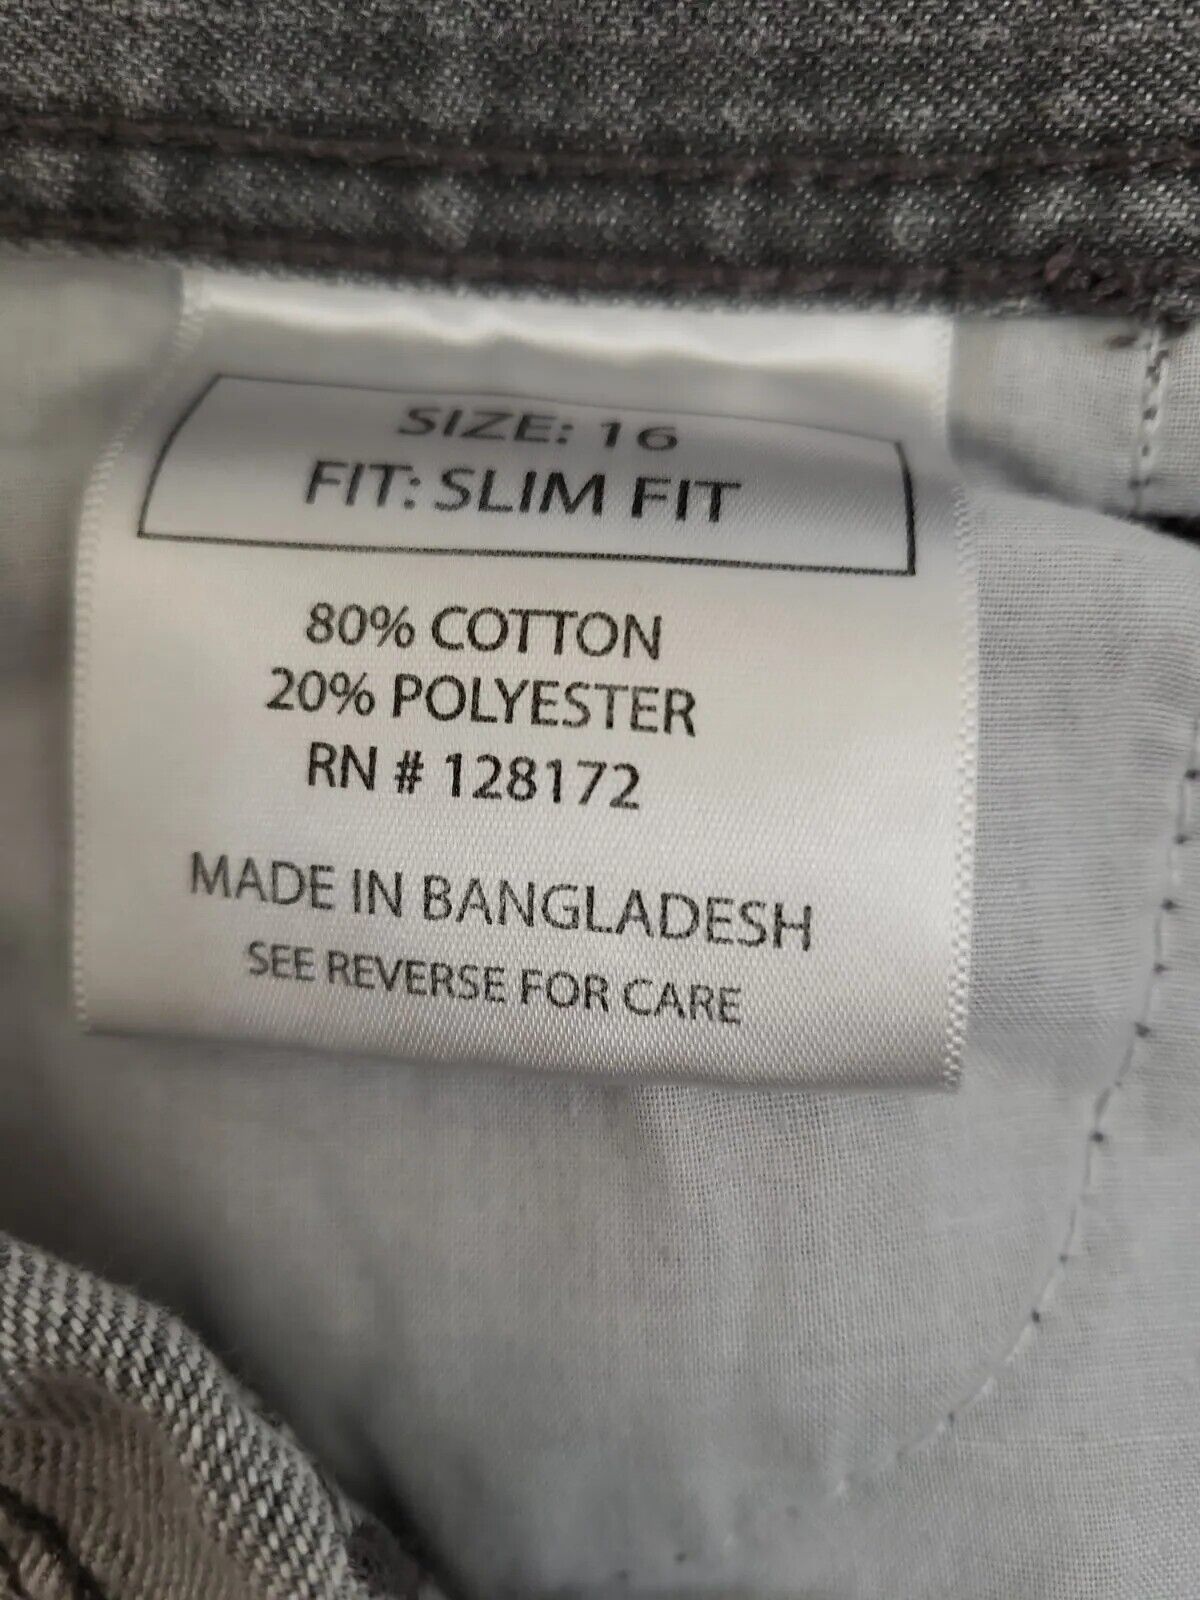 SIZE: 16
FIT: SLIM FIT
80% COTTON
20% POLYESTER
RN # 128172
MADE IN BANGLADESH
SEE REVERSE FOR CARE